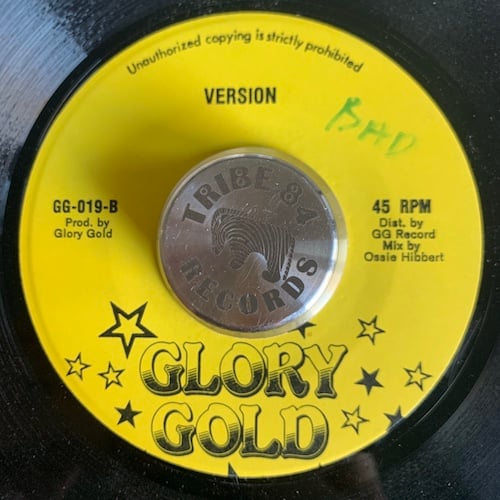 Unauthorized copying is strictly prohibited
VERSION
BAD
GG-019-B
Prod. by
Glory Gold
45 RPM
Dist. by
GG Record
Mix by
Ossie Hibbert
TRIBE 84
RECORDS
GLORY
GOLD